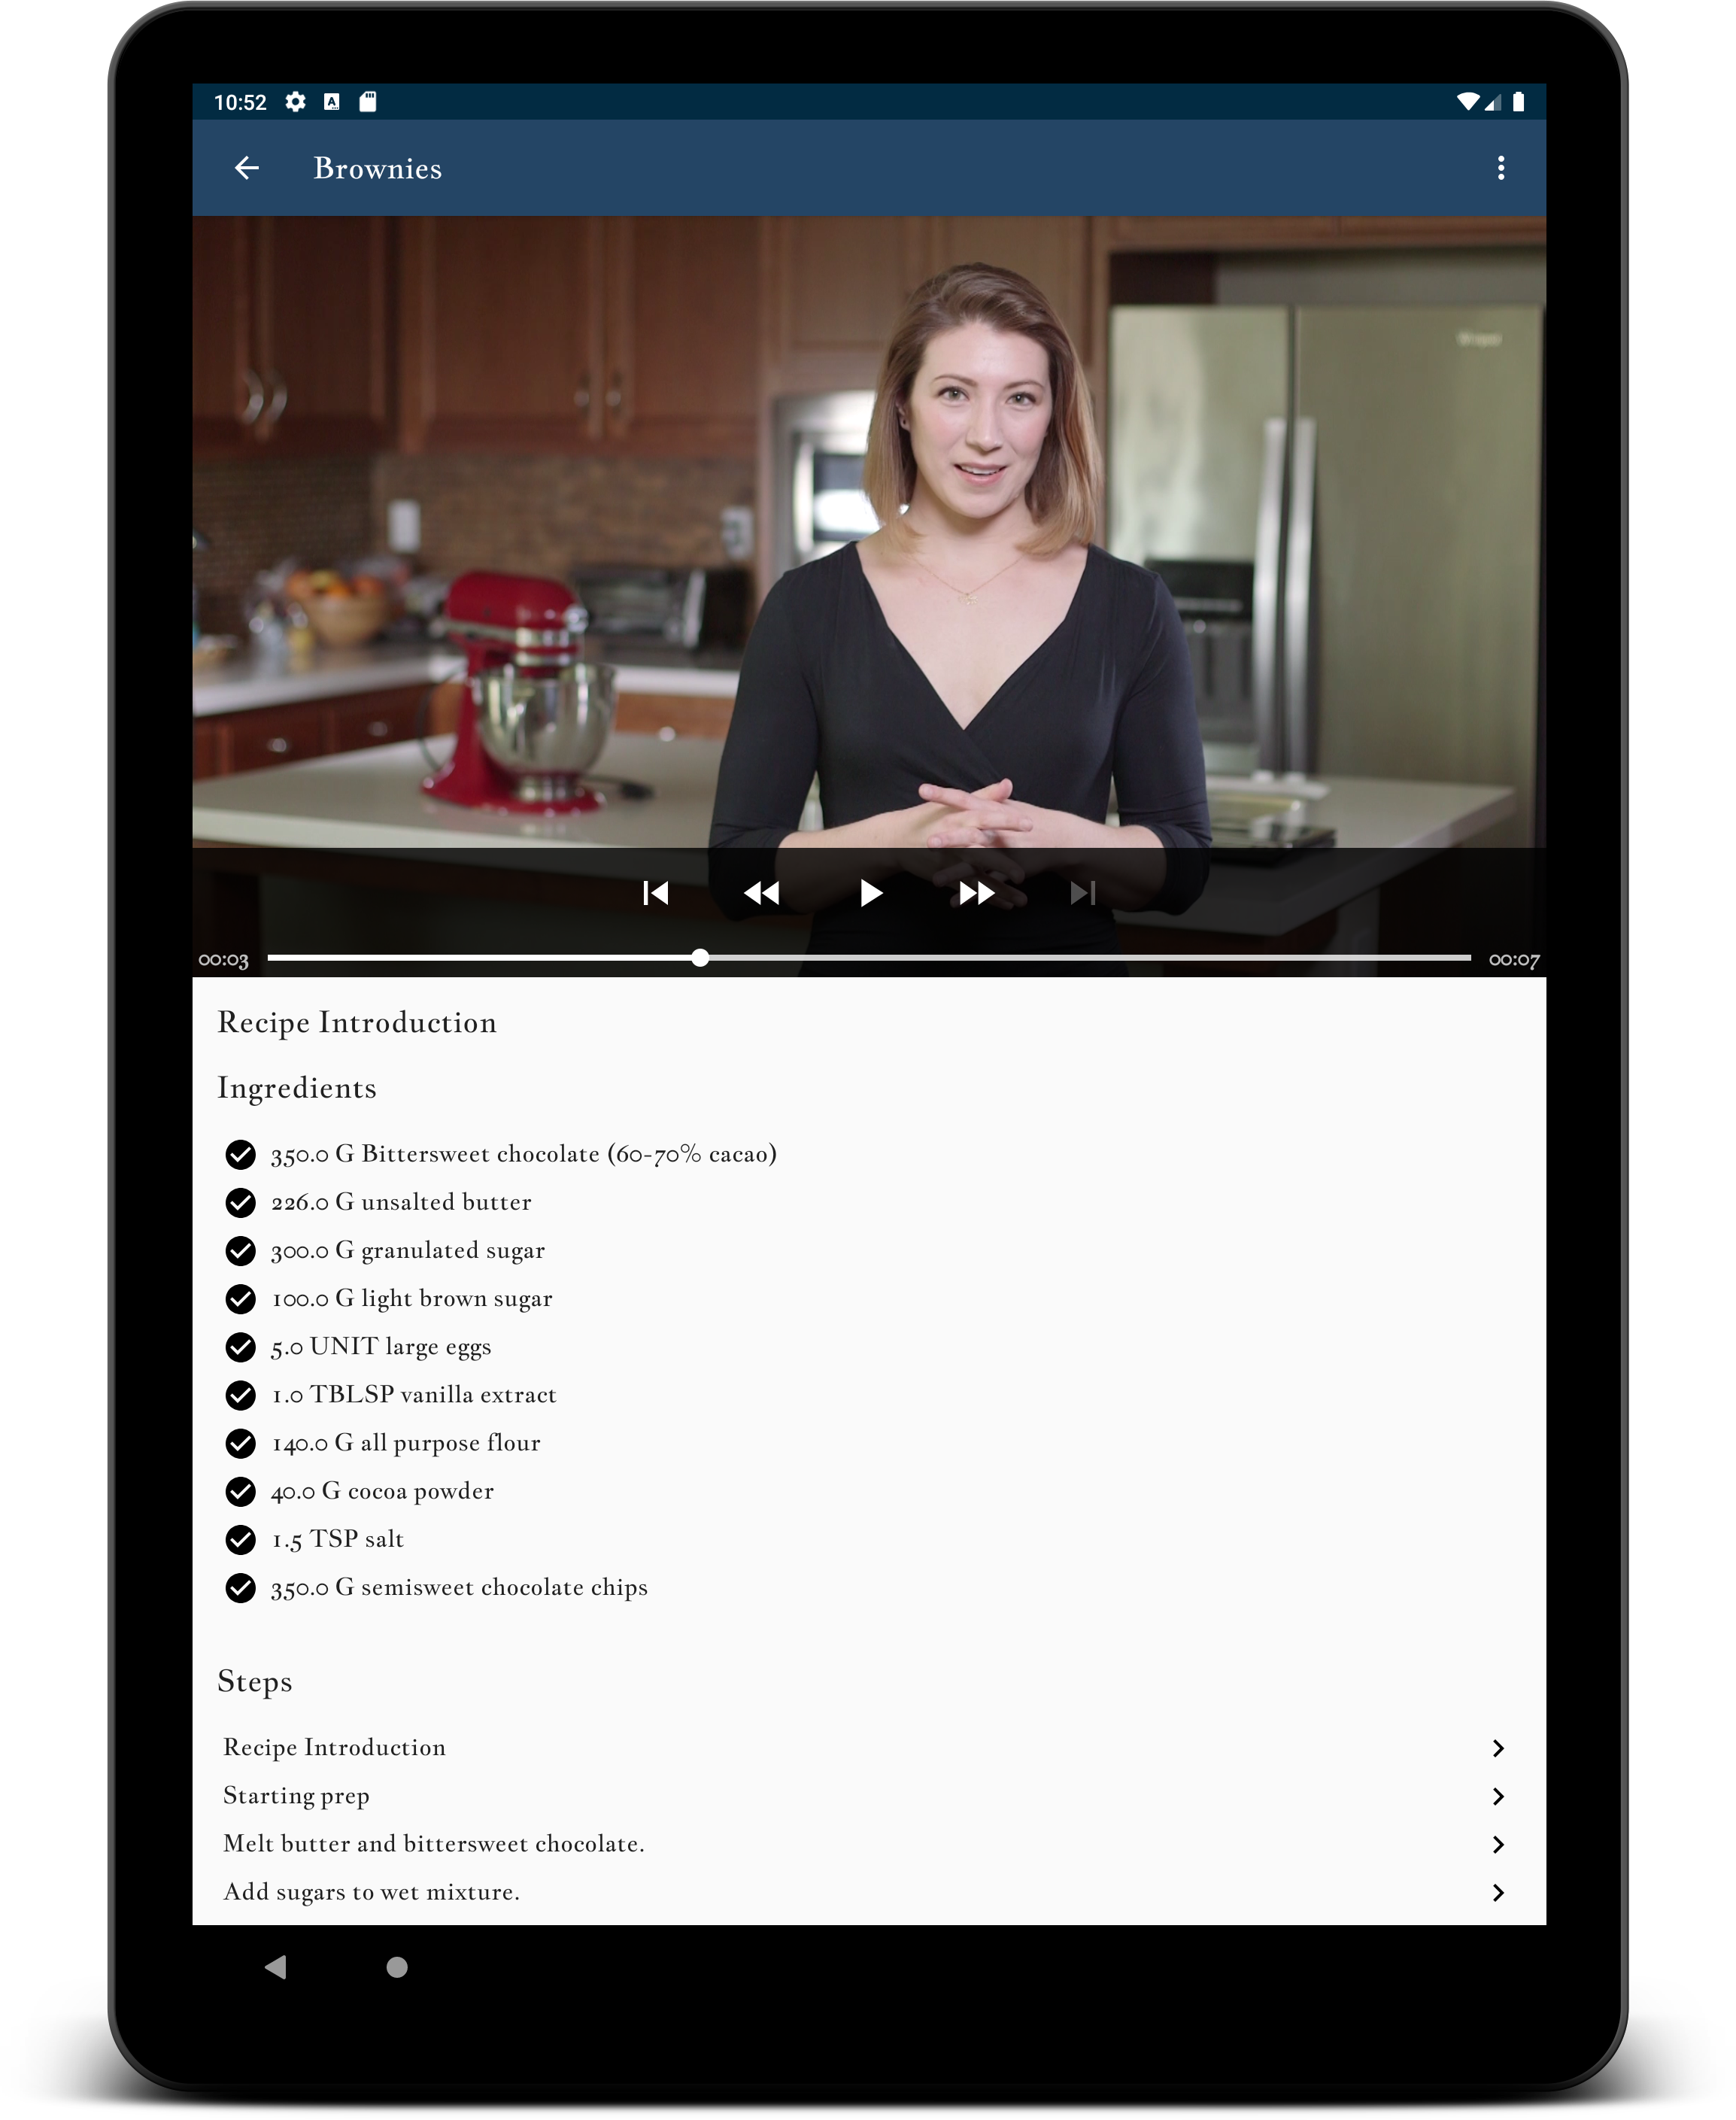 10:52
Brownies
00:03
00:07
Recipe Introduction
Ingredients
350.0 G Bittersweet chocolate (60-70% cacao)
226.0 G unsalted butter
300.0 G granulated sugar
100.0 G light brown sugar
5.0 UNIT large eggs
1.0 TBLSP vanilla extract
140.0 G all purpose flour
40.0 G cocoa powder
1.5 TSP salt
350.0 G semisweet chocolate chips
Steps
Recipe Introduction
Starting prep
Melt butter and bittersweet chocolate.
Add sugars to wet mixture.